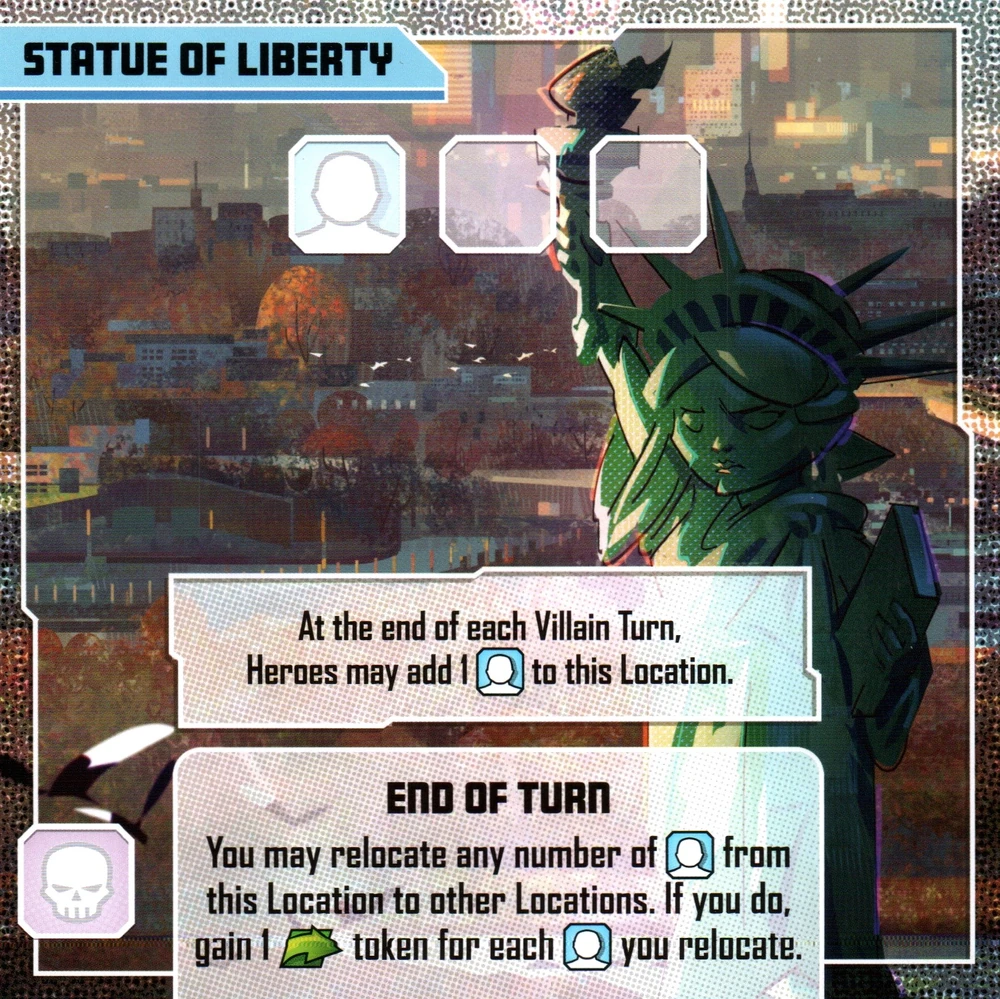 STATUE OF LIBERTY
At the end of each Villain Turn,
Heroes may add 1 to this Location.
END OF TURN
You may relocate any number of from
this Location to other Locations. If you do,
gain 1 token for each you relocate.